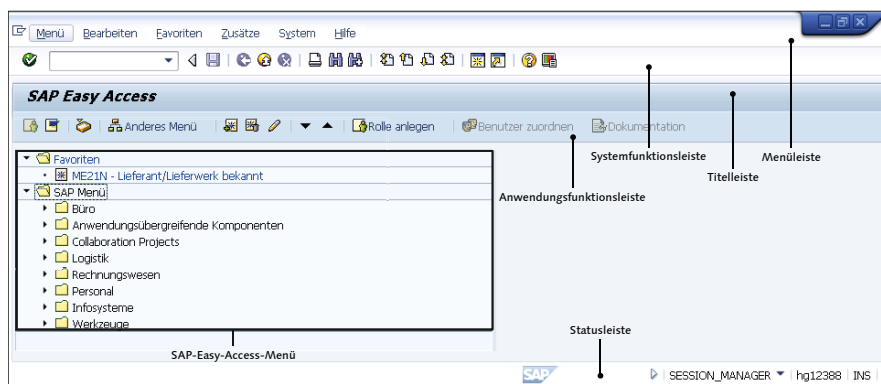 Menü Bearbeiten Favoriten Zusätze System Hilfe
SAP Easy Access
Anderes Menü Rolle anlegen Benutzer zuordnen Dokumentation
Systemfunktionsleiste
Menüleiste
Titelleiste
Anwendungsfunktionsleiste
Favoriten
ME21N - Lieferant/Lieferwerk bekannt
SAP Menü
Büro
Anwendungsübergreifende Komponenten
Collaboration Projects
Logistik
Rechnungswesen
Personal
Infosysteme
Werkzeuge
Statusleiste
SAP-Easy-Access-Menü
SAP SESSION_MANAGER hg12388 INS